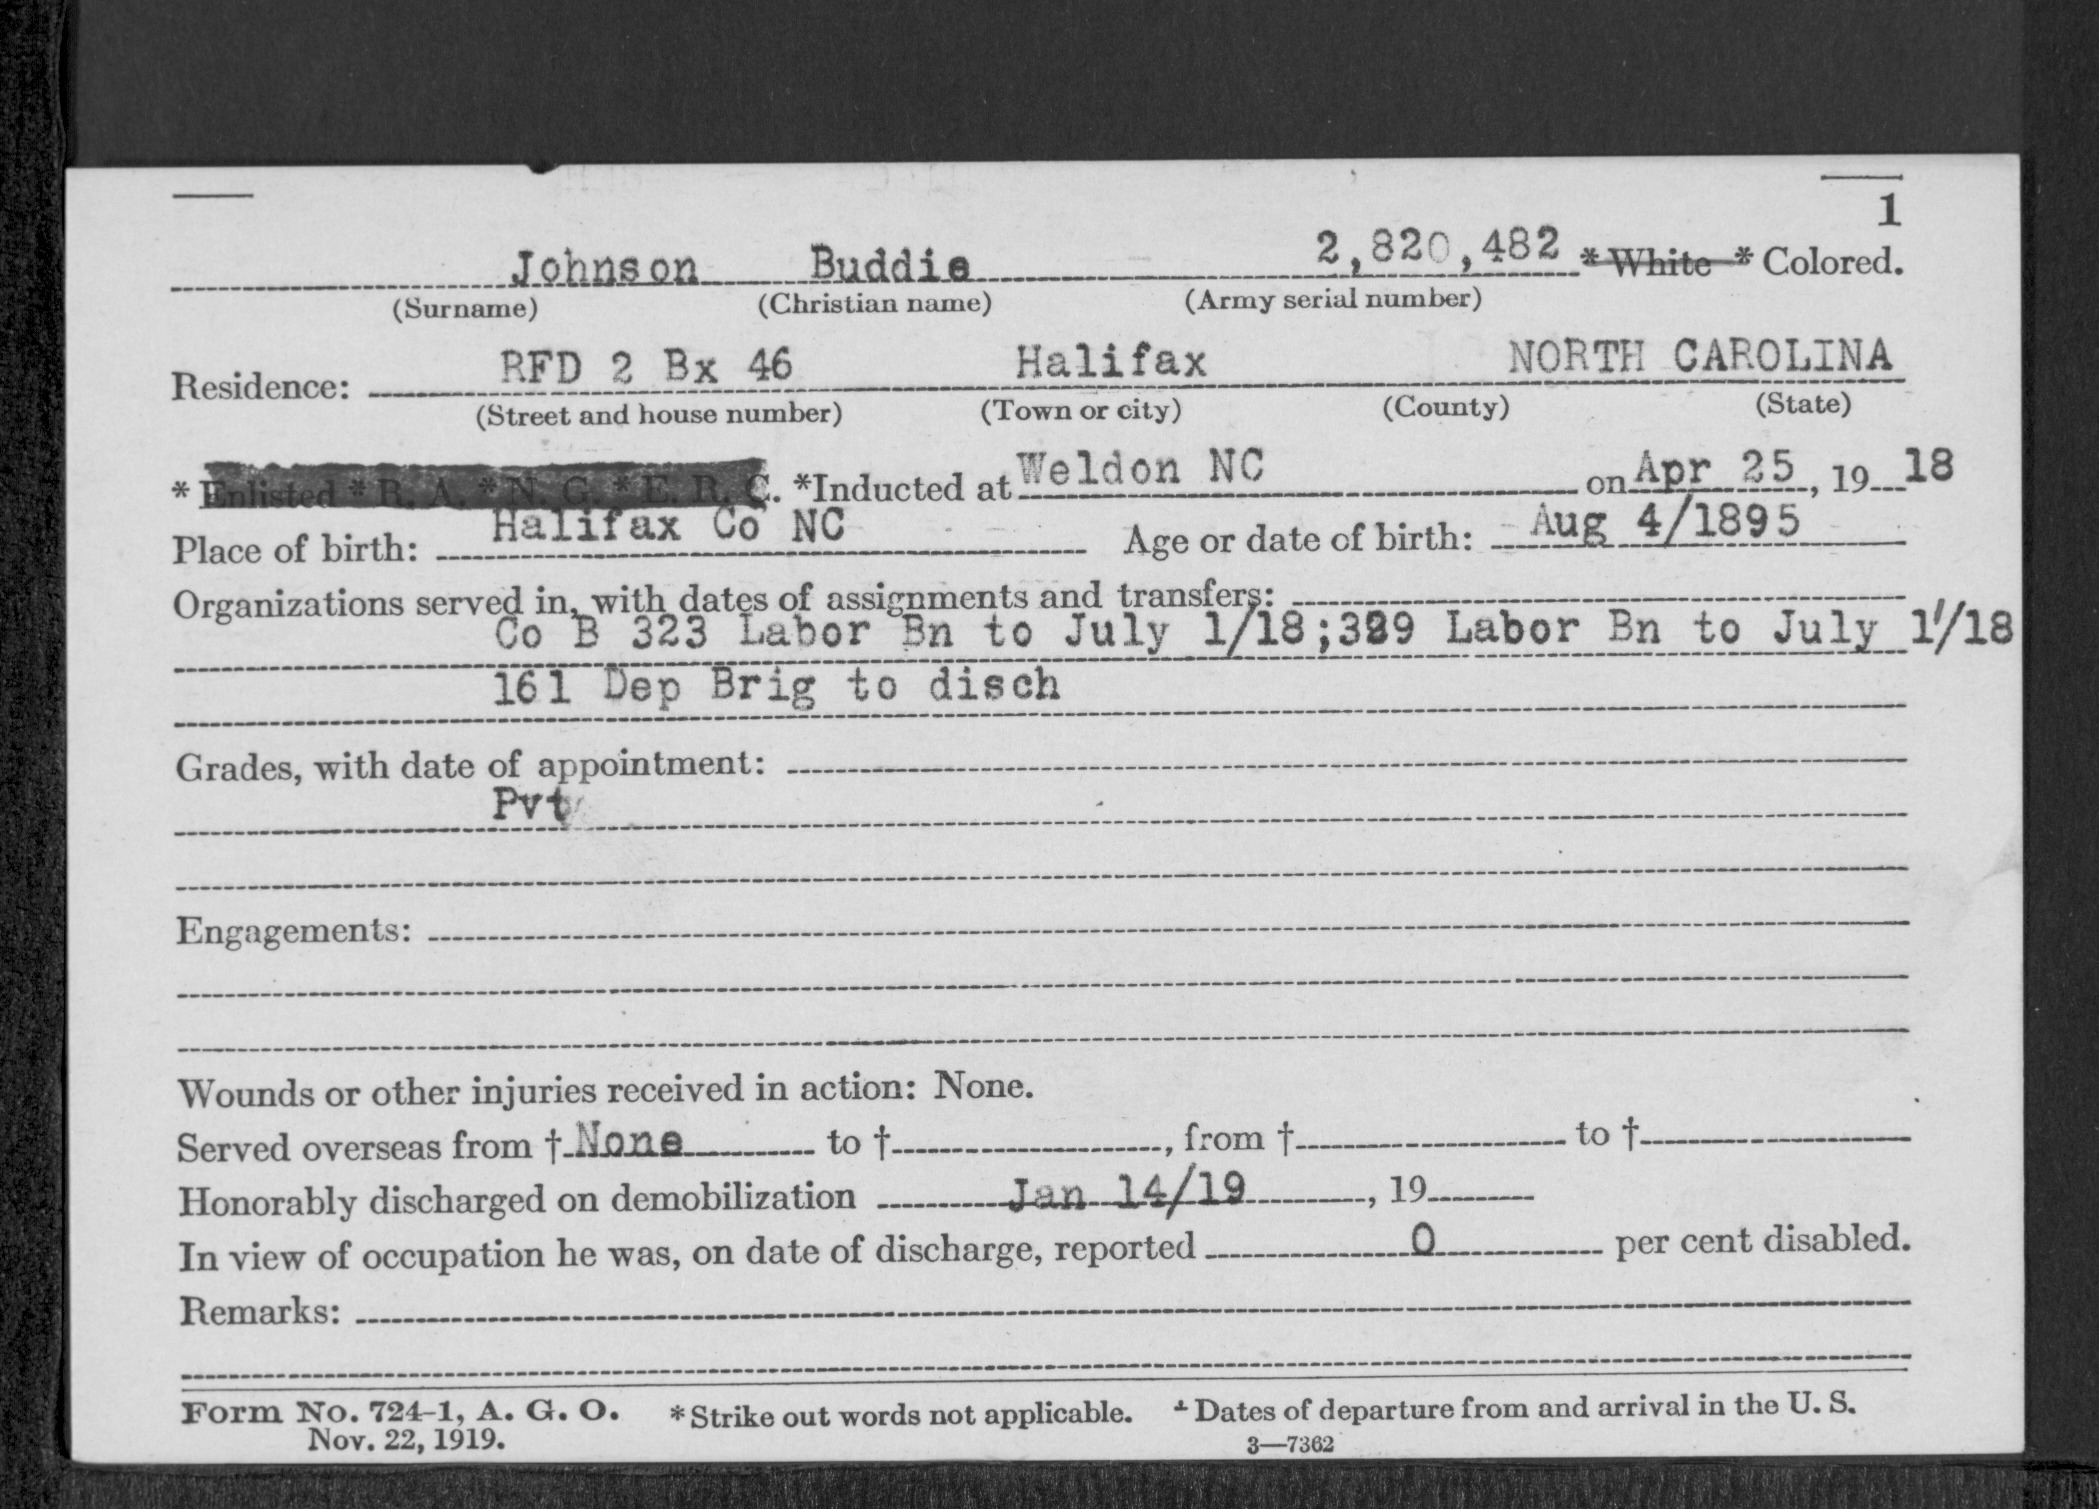 1
Johnson Buddie 2,820,482 * White * Colored.
(Surname) (Christian name) (Army serial number)
Residence: RFD 2 Bx 46 Halifax NORTH CAROLINA
(Street and house number) (Town or city) (County) (State)
* Enlisted * R. A. * N. G. * E. R. C. *Inducted at Weldon NC on Apr 25, 19 18
Place of birth: Halifax Co NC Age or date of birth: Aug 4/1895
Organizations served in, with dates of assignments and transfers:
Co B 323 Labor Bn to July 1/18; Labor Bn to July 1/18
161 Dep Brig to disch
Grades, with date of appointment:
Pvt
Engagements:
Wounds or other injuries received in action: None.
Served overseas from † None to †, from † to †
Honorably discharged on demobilization Jan 14/19, 19
In view of occupation he was, on date of discharge, reported 0 per cent disabled.
Remarks:
Form No. 724-1, A. G. O. * Strike out words not applicable. † Dates of departure from and arrival in the U. S.
Nov. 22, 1919. 3—7362